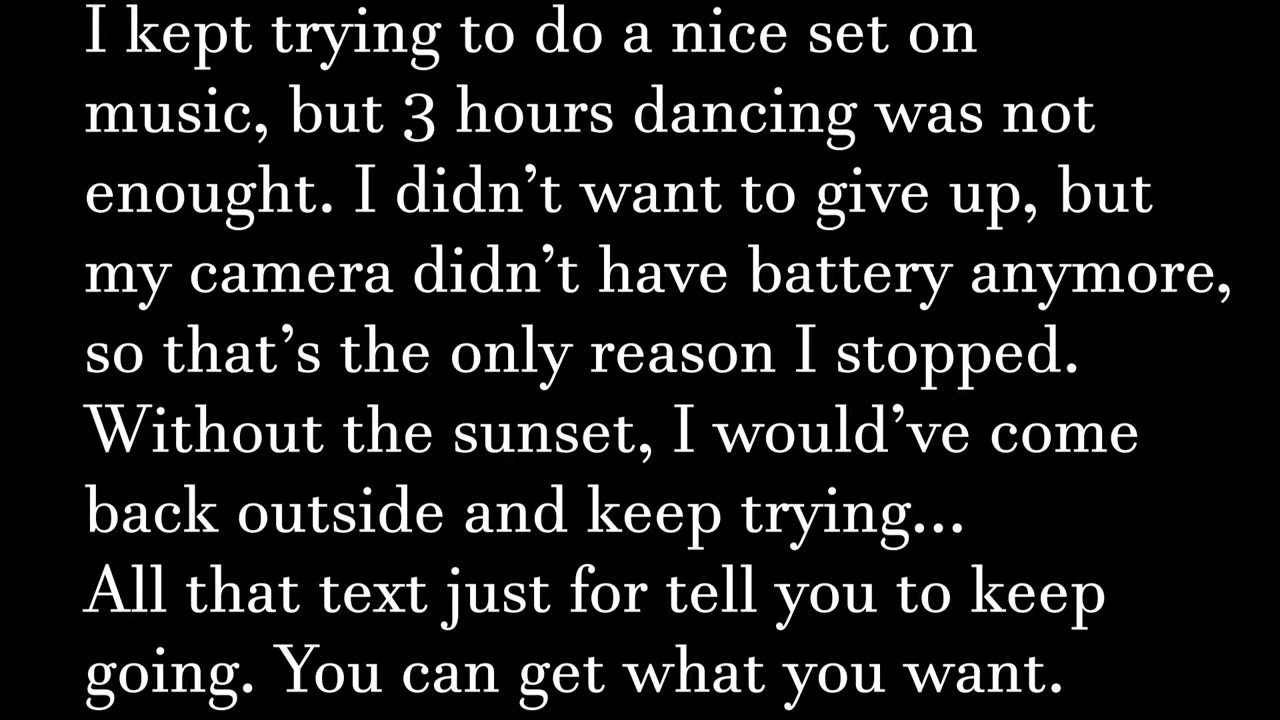 I kept trying to do a nice set on
music, but 3 hours dancing was not
enought. I didn’t want to give up, but
my camera didn’t have battery anymore,
so that’s the only reason I stopped.
Without the sunset, I would’ve come
back outside and keep trying...
All that text just for tell you to keep
going. You can get what you want.